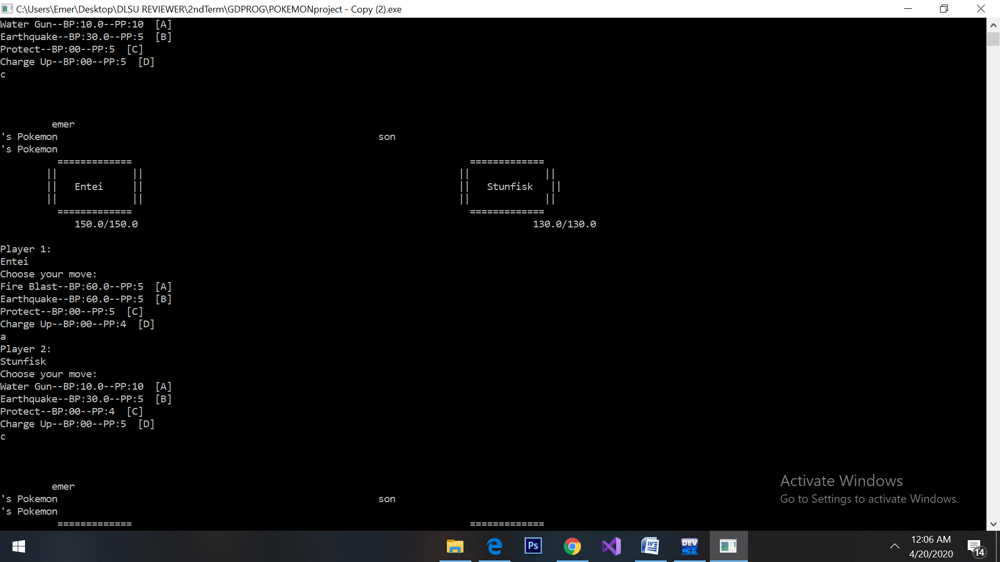 C:\Users\Emer\Desktop\DLSU REVIEWER\2ndTerm\GDPROG\POKEMONproject - Copy (2).exe
Water Gun--BP:10.0--PP:10  [A]
Earthquake--BP:30.0--PP:5  [B]
Protect--BP:00--PP:5  [C]
Charge Up--BP:00--PP:5  [D]
c
emer
's Pokemon son
's Pokemon
============= =============
|| || || ||
|| Entei || || Stunfisk ||
|| || || ||
============= =============
150.0/150.0 130.0/130.0
Player 1:
Entei
Choose your move:
Fire Blast--BP:60.0--PP:5  [A]
Earthquake--BP:60.0--PP:5  [B]
Protect--BP:00--PP:5  [C]
Charge Up--BP:00--PP:4  [D]
a
Player 2:
Stunfisk
Choose your move:
Water Gun--BP:10.0--PP:10  [A]
Earthquake--BP:30.0--PP:5  [B]
Protect--BP:00--PP:4  [C]
Charge Up--BP:00--PP:5  [D]
c
emer
's Pokemon son
's Pokemon
============= =============
Activate Windows
Go to Settings to activate Windows.
Ps
W
DEV
C++
12:06 AM
4/20/2020
14